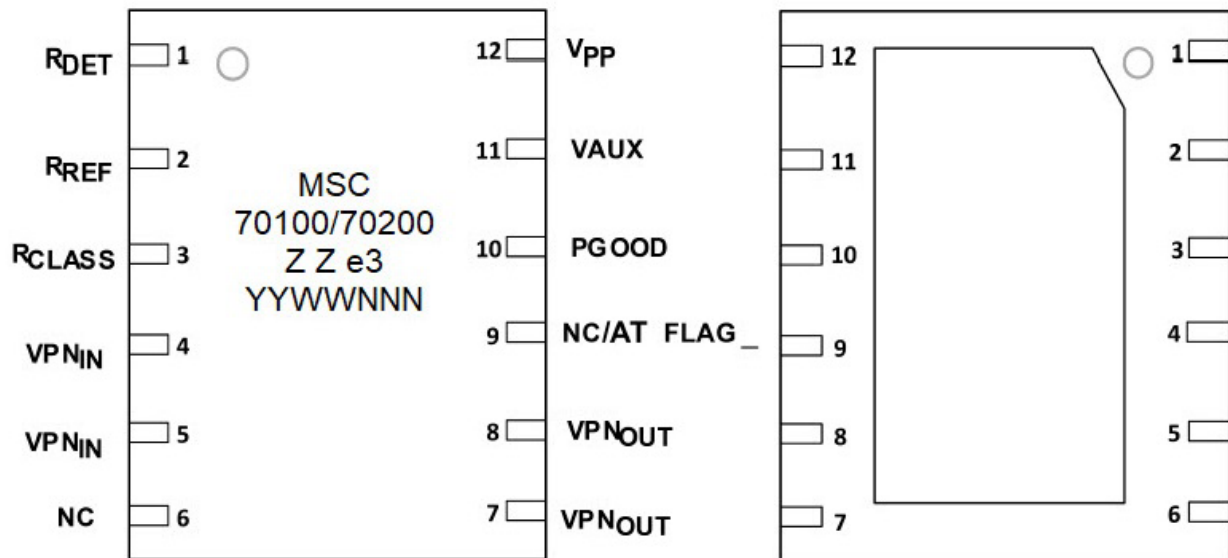 RDET 1 12 VPP
RREF 2 11 VAUX
MSC
70100/70200
Z Z e3
YYWWNNN
RCLASS 3 10 PGOOD
VPNIN 4 9 NC/AT FLAG_
VPNIN 5 8 VPNOUT
NC 6 7 VPNOUT
12 1
11 2
10 3
9 4
8 5
7 6